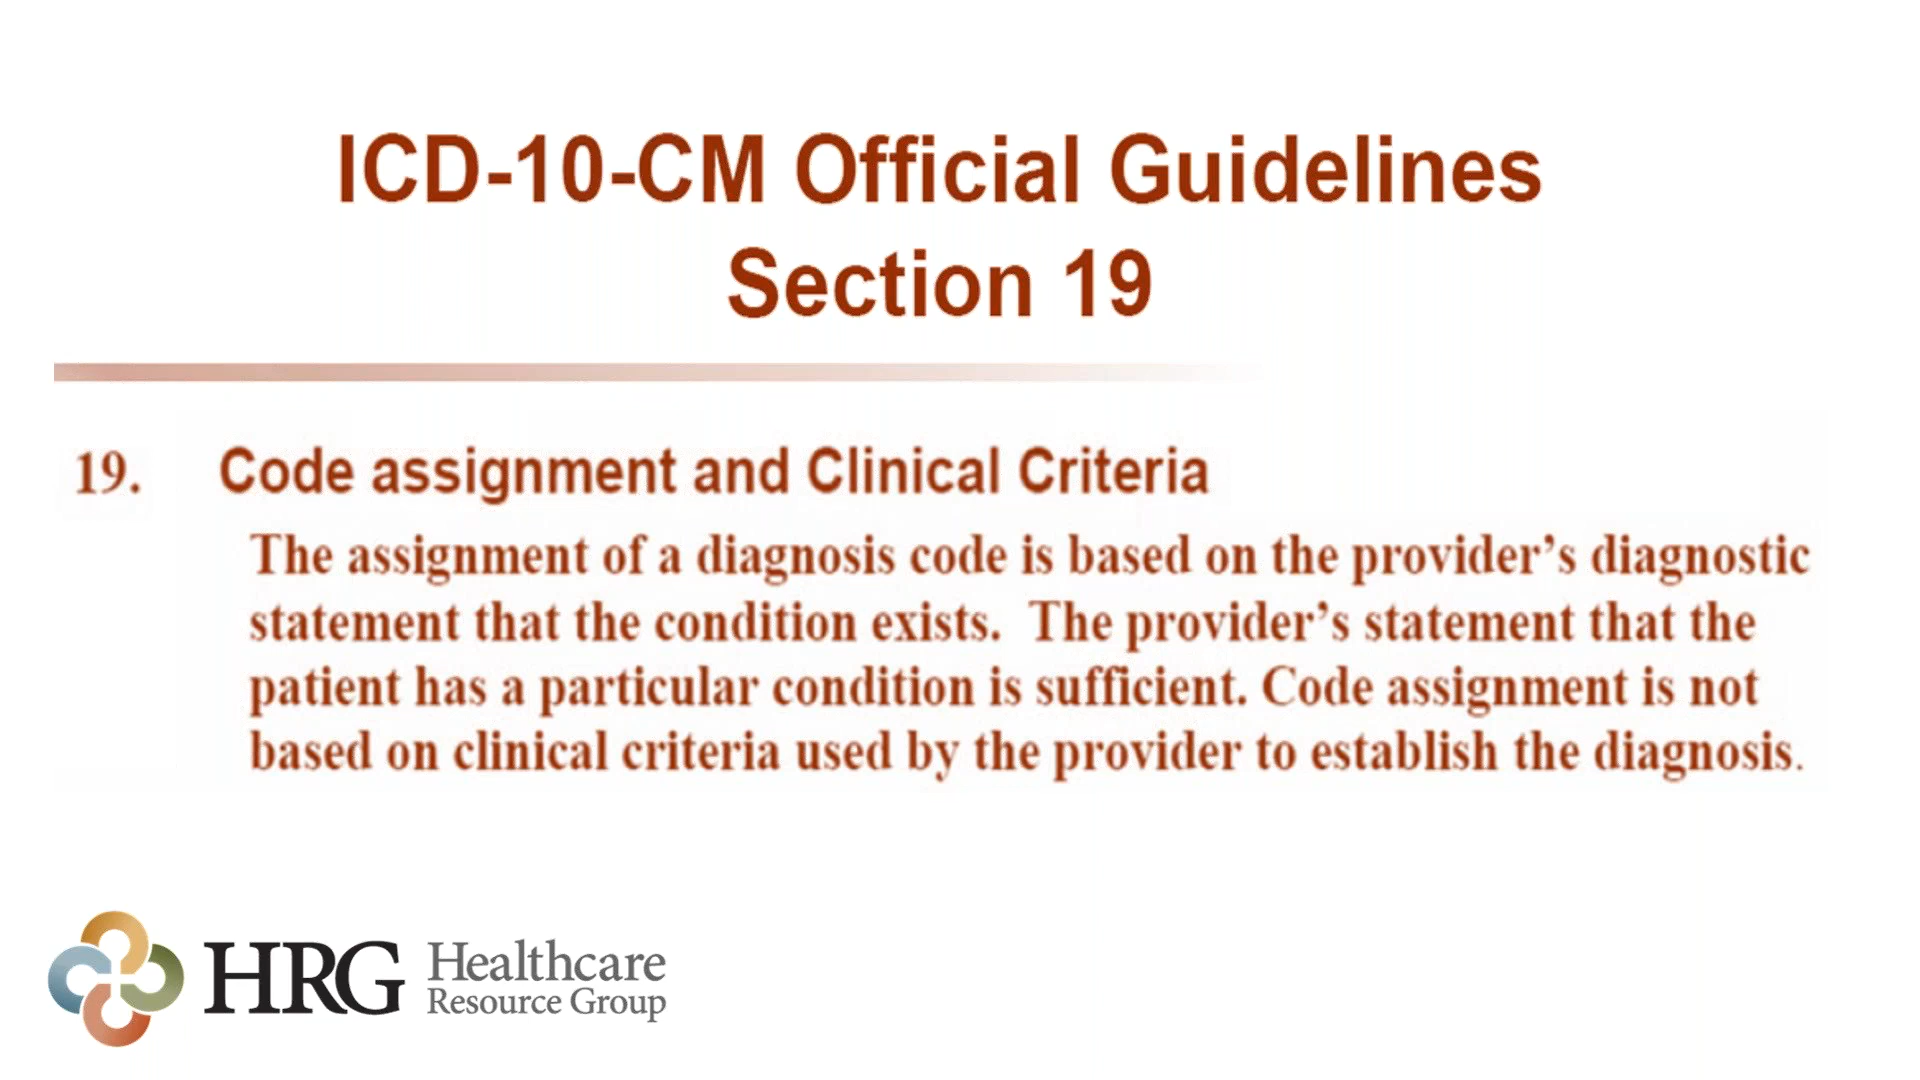 ICD-10-CM Official Guidelines
Section 19
19. Code assignment and Clinical Criteria
The assignment of a diagnosis code is based on the provider’s diagnostic
statement that the condition exists. The provider’s statement that the
patient has a particular condition is sufficient. Code assignment is not
based on clinical criteria used by the provider to establish the diagnosis.
HRG Healthcare
Resource Group